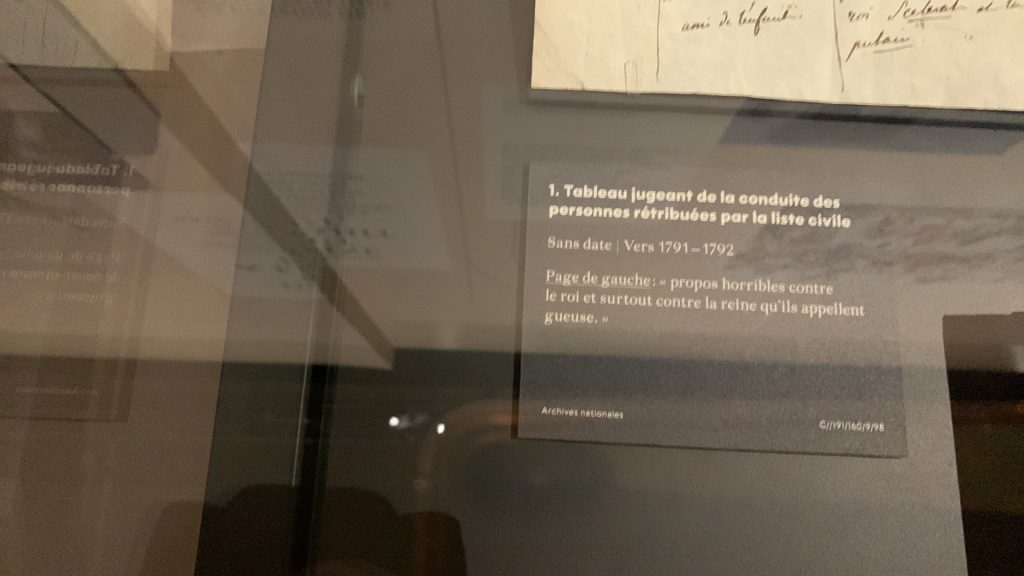 ami de l'enfant.
roi Scelerat et
putain
1. Tableau jugeant de la conduite des
personnes rétribuées par la liste civile
Sans date | Vers 1791–1792
Page de gauche : « propos horribles contre
le roi et surtout contre la reine qu'ils appellent
gueuse. »
Archives nationales
C//191/160/9/98